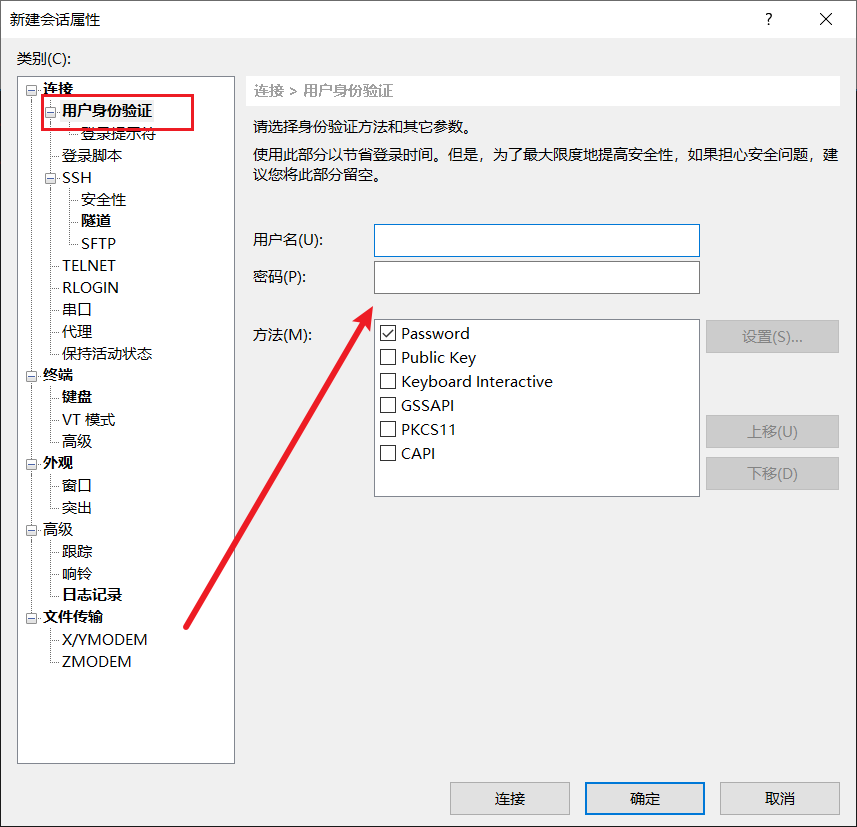 新建会话属性
?
类别(C):
连接
用户身份验证
登录提示符
登录脚本
SSH
安全性
隧道
SFTP
TELNET
RLOGIN
串口
代理
保持活动状态
终端
键盘
VT 模式
高级
外观
窗口
突出
高级
跟踪
响铃
日志记录
文件传输
X/YMODEM
ZMODEM
连接 > 用户身份验证
请选择身份验证方法和其它参数。
使用此部分以节省登录时间。但是，为了最大限度地提高安全性，如果担心安全问题，建
议您将此部分留空。
用户名(U):
密码(P):
方法(M):
Password
Public Key
Keyboard Interactive
GSSAPI
PKCS11
CAPI
设置(S)...
上移(U)
下移(D)
连接
确定
取消